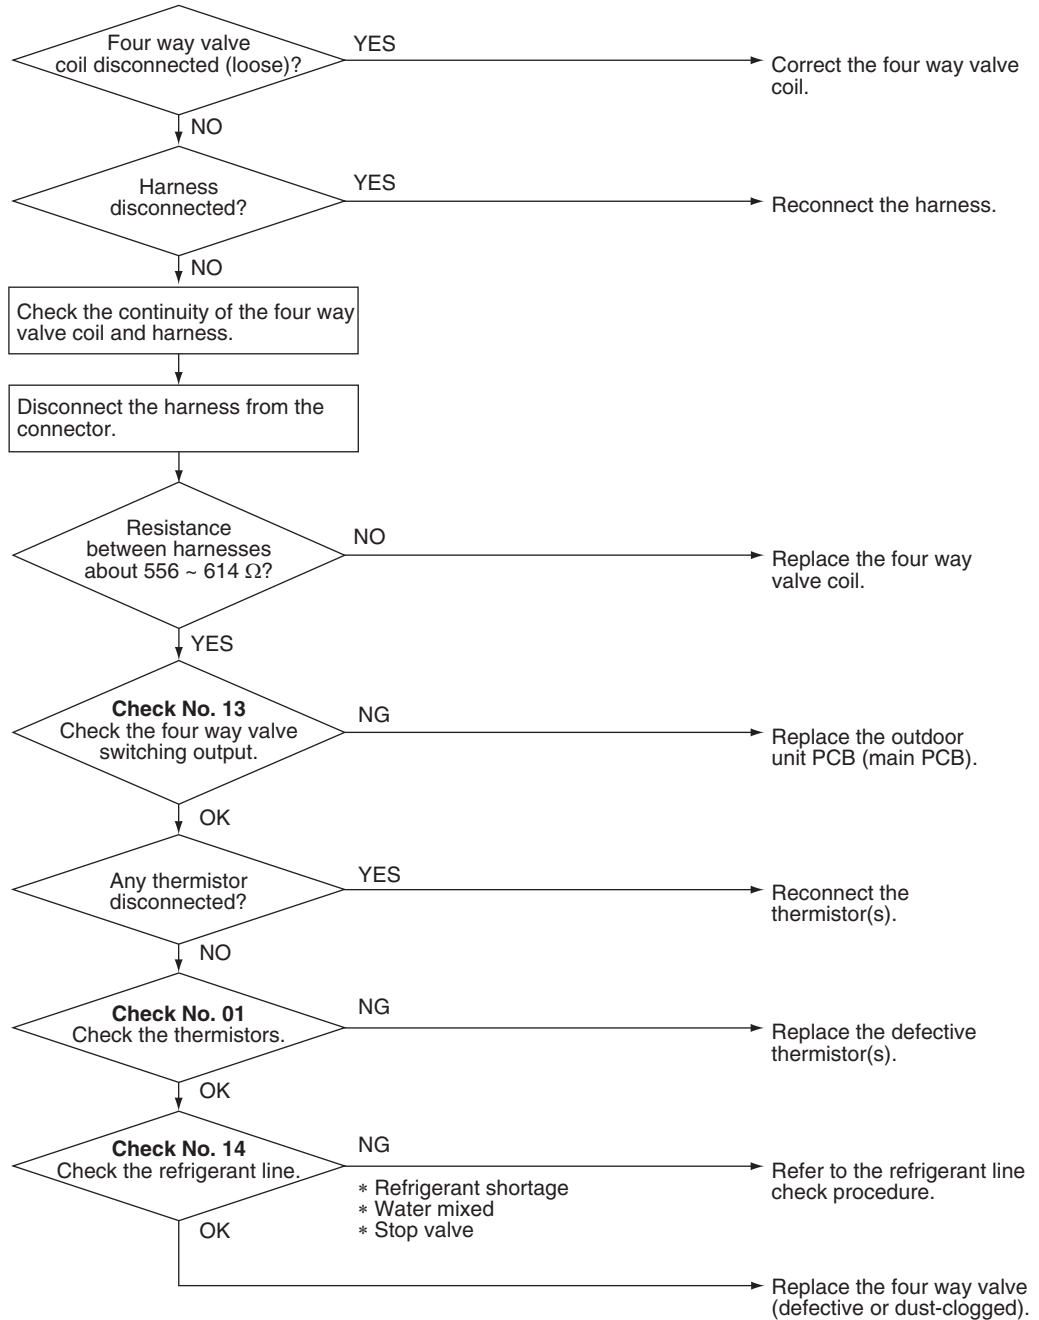 Four way valve
coil disconnected (loose)?
YES
Correct the four way valve
coil.
NO
Harness
disconnected?
YES
Reconnect the harness.
NO
Check the continuity of the four way
valve coil and harness.
Disconnect the harness from the
connector.
Resistance
between harnesses
about 556 ~ 614 Ω?
NO
Replace the four way
valve coil.
YES
Check No. 13
Check the four way valve
switching output.
NG
Replace the outdoor
unit PCB (main PCB).
OK
Any thermistor
disconnected?
YES
Reconnect the
thermistor(s).
NO
Check No. 01
Check the thermistors.
NG
Replace the defective
thermistor(s).
OK
Check No. 14
Check the refrigerant line.
NG
∗ Refrigerant shortage
∗ Water mixed
∗ Stop valve
Refer to the refrigerant line
check procedure.
OK
Replace the four way valve
(defective or dust-clogged).